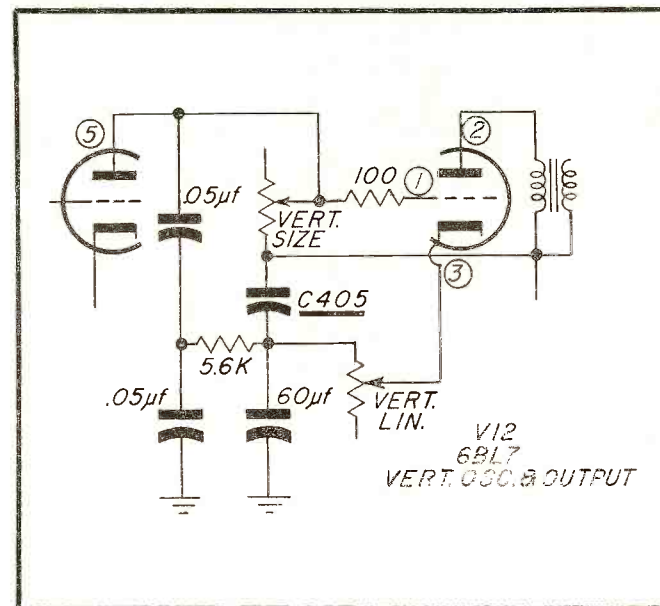 5
2
.05µf
100
1
VERT.
SIZE
3
C405
5.6K
.05µf
60µf
VERT.
LIN.
V12
6BL7
VERT. OSC. & OUTPUT